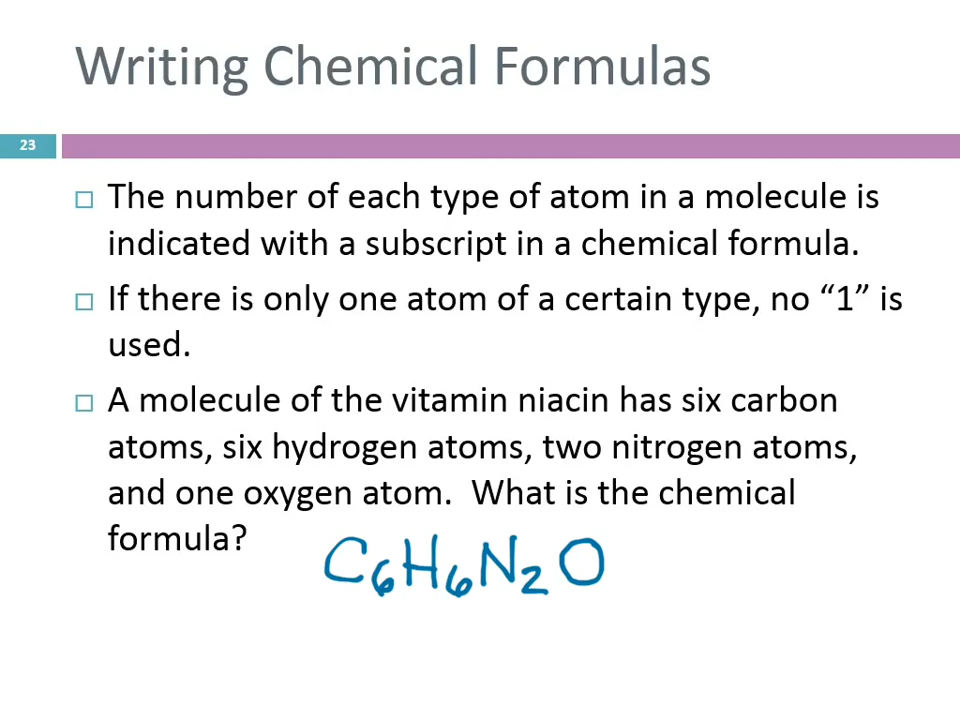 Writing Chemical Formulas
23
The number of each type of atom in a molecule is
indicated with a subscript in a chemical formula.
If there is only one atom of a certain type, no “1” is
used.
A molecule of the vitamin niacin has six carbon
atoms, six hydrogen atoms, two nitrogen atoms,
and one oxygen atom.  What is the chemical
formula?
C₆H₆N₂O